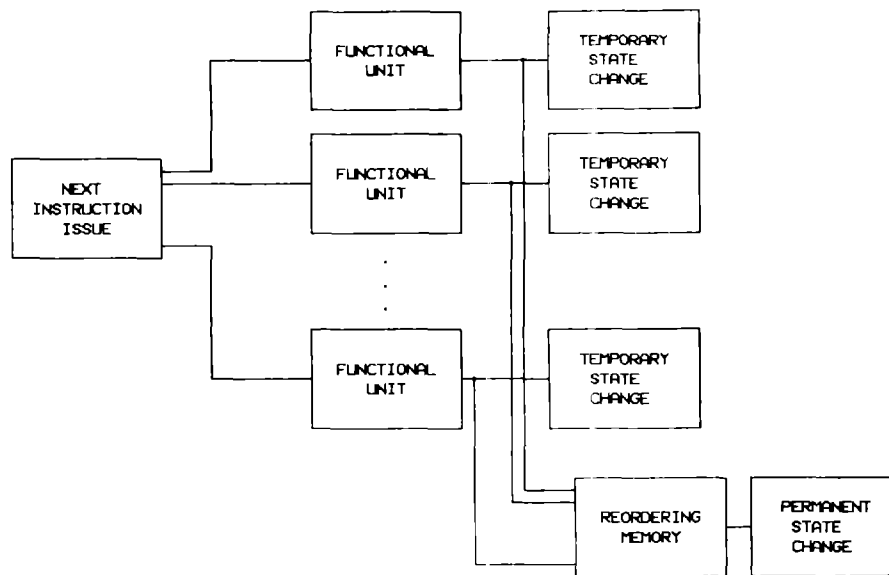 FUNCTIONAL
UNIT
TEMPORARY
STATE
CHANGE
NEXT
INSTRUCTION
ISSUE
FUNCTIONAL
UNIT
TEMPORARY
STATE
CHANGE
FUNCTIONAL
UNIT
TEMPORARY
STATE
CHANGE
REORDERING
MEMORY
PERMANENT
STATE
CHANGE